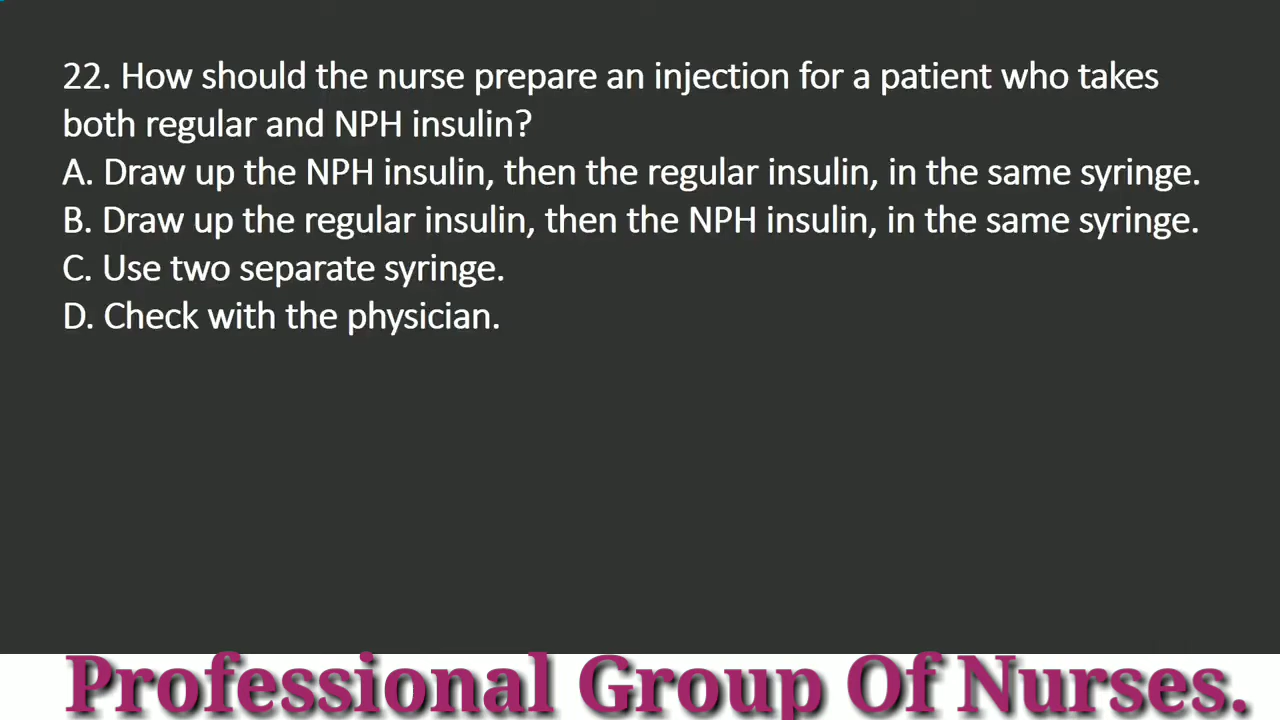 22. How should the nurse prepare an injection for a patient who takes
both regular and NPH insulin?
A. Draw up the NPH insulin, then the regular insulin, in the same syringe.
B. Draw up the regular insulin, then the NPH insulin, in the same syringe.
C. Use two separate syringe.
D. Check with the physician.
Professional Group Of Nurses.